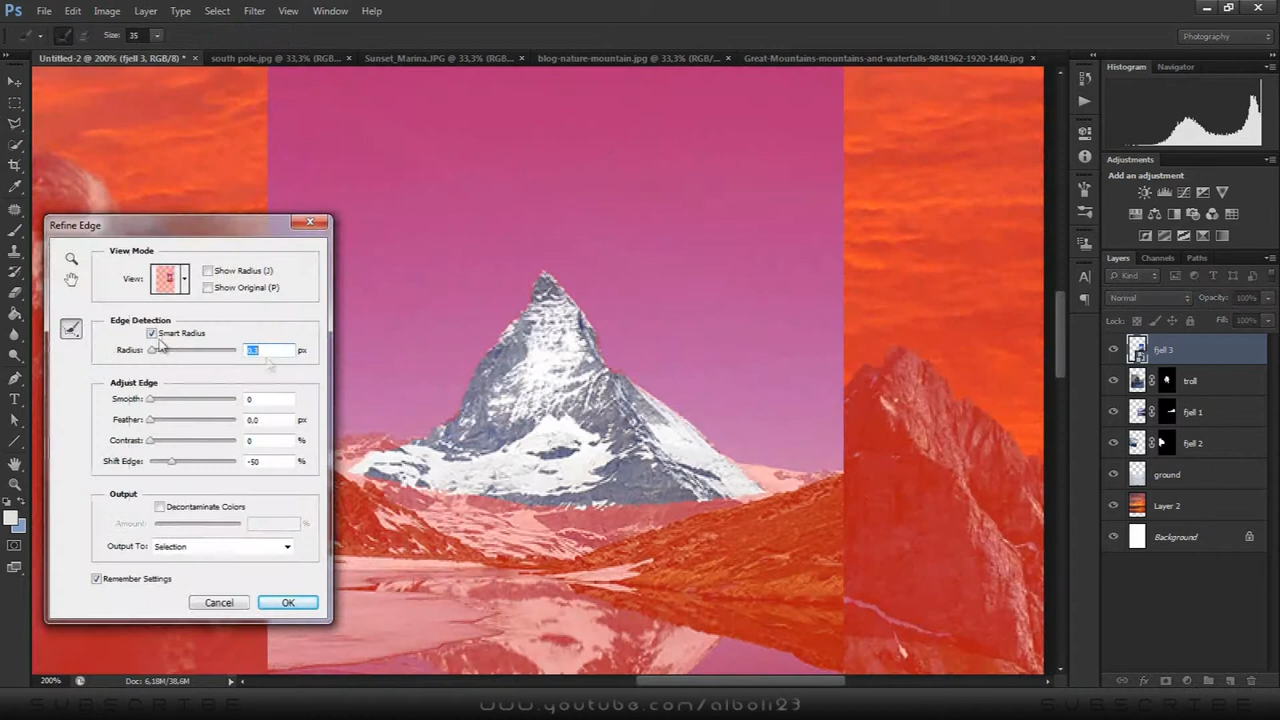 Ps File Edit Image Layer Type Select Filter View Window Help
Size: 35 Photography
Untitled-2 @ 200% (fjell 3, RGB/8) * × south pole.jpg @ 33,3% (RGB/... × Sunset_Marina.JPG @ 33,3% (RGB/... × blog-nature-mountain.jpg @ 33,3% (RGB/... × Great-Mountains-mountains-and-waterfalls-9841962-1920-1440.jpg ×
Histogram Navigator
Adjustments
Add an adjustment
Refine Edge
View Mode
View:
Show Radius (J)
Show Original (P)
Edge Detection
Smart Radius
Radius: px
Adjust Edge
Smooth: 0
Feather: 0,0 px
Contrast: 0 %
Shift Edge: -50 %
Output
Decontaminate Colors
Amount: %
Output To: Selection
Remember Settings
Cancel OK
Layers Channels Paths
Kind
Normal Opacity: 100%
Lock: Fill: 100%
fjell 3
troll
fjell 1
fjell 2
ground
Layer 2
Background
200% Doc: 6,18M/38,6M
SUBSCRIBE www.youtube.com/alboli23 SUBSCRIBE